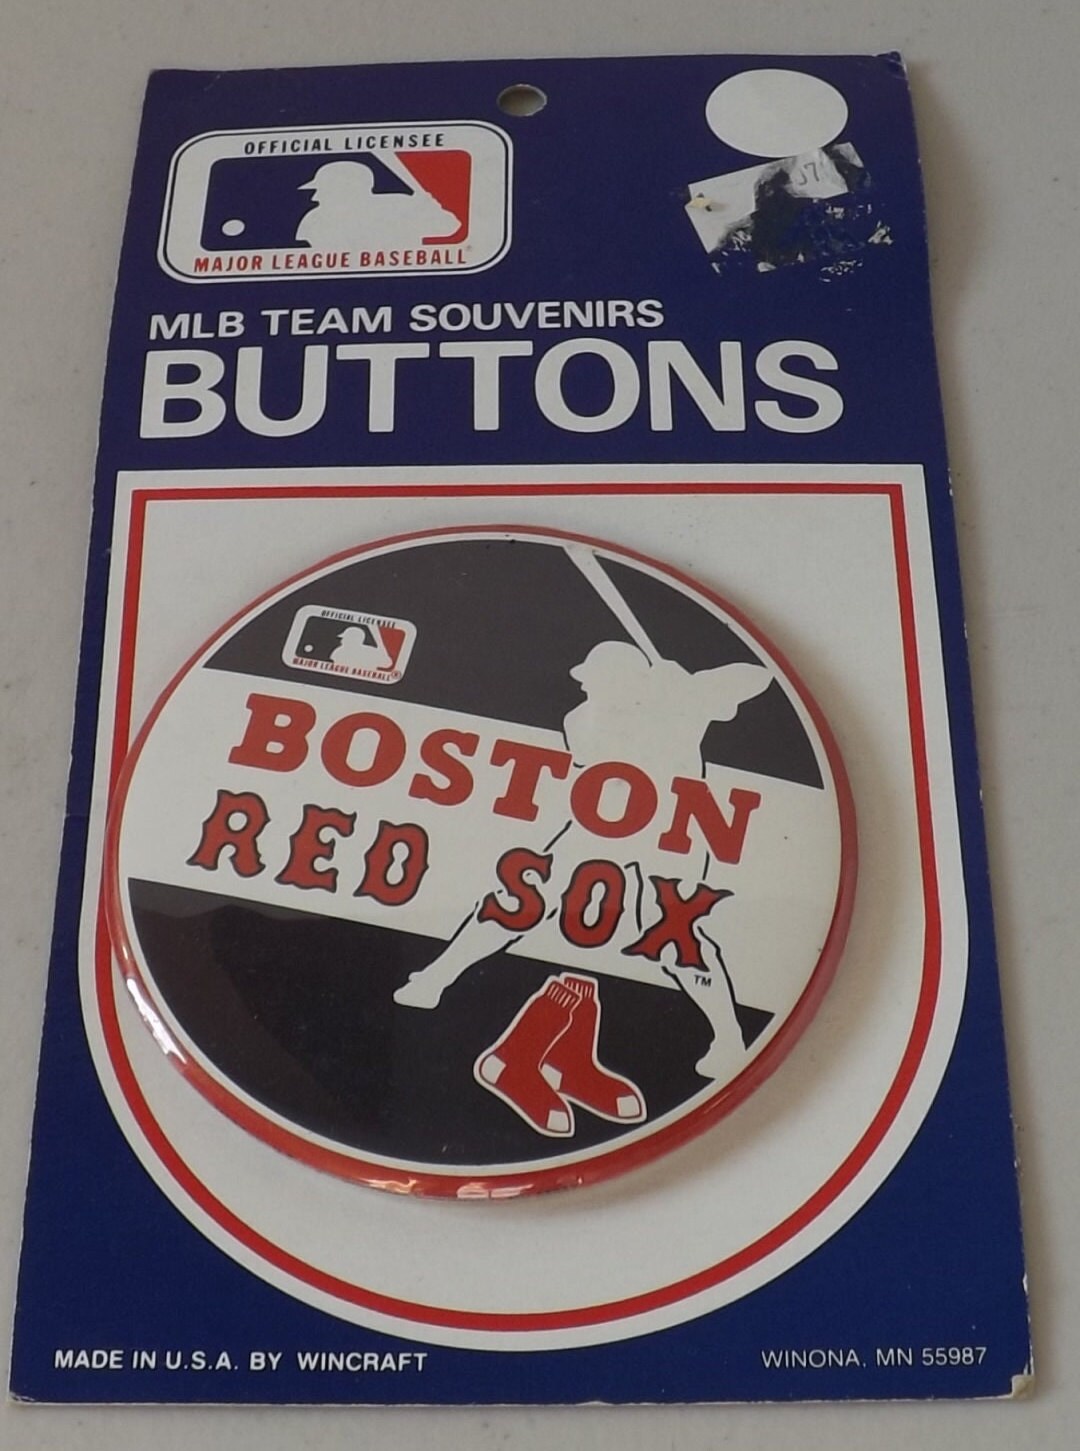 OFFICIAL LICENSEE
MAJOR LEAGUE BASEBALL®
MLB TEAM SOUVENIRS
BUTTONS
OFFICIAL LICENSEE
MAJOR LEAGUE BASEBALL®
BOSTON
RED SOX
TM
MADE IN U.S.A. BY WINCRAFT
WINONA, MN 55987